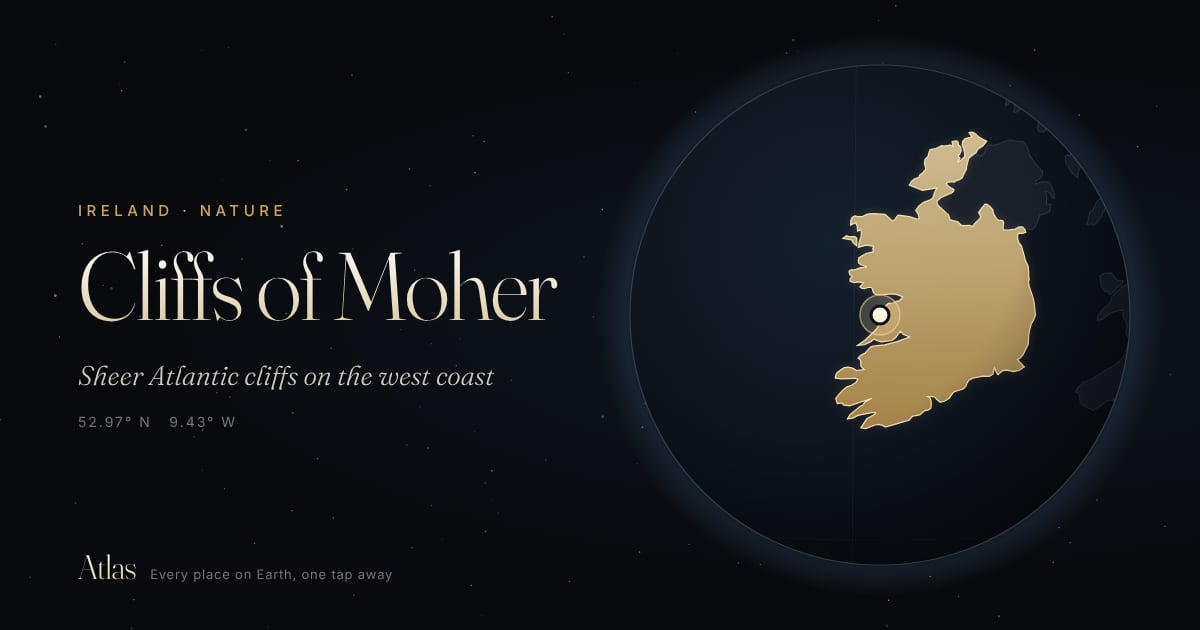 IRELAND · NATURE
Cliffs of Moher
Sheer Atlantic cliffs on the west coast
52.97° N 9.43° W
Atlas Every place on Earth, one tap away